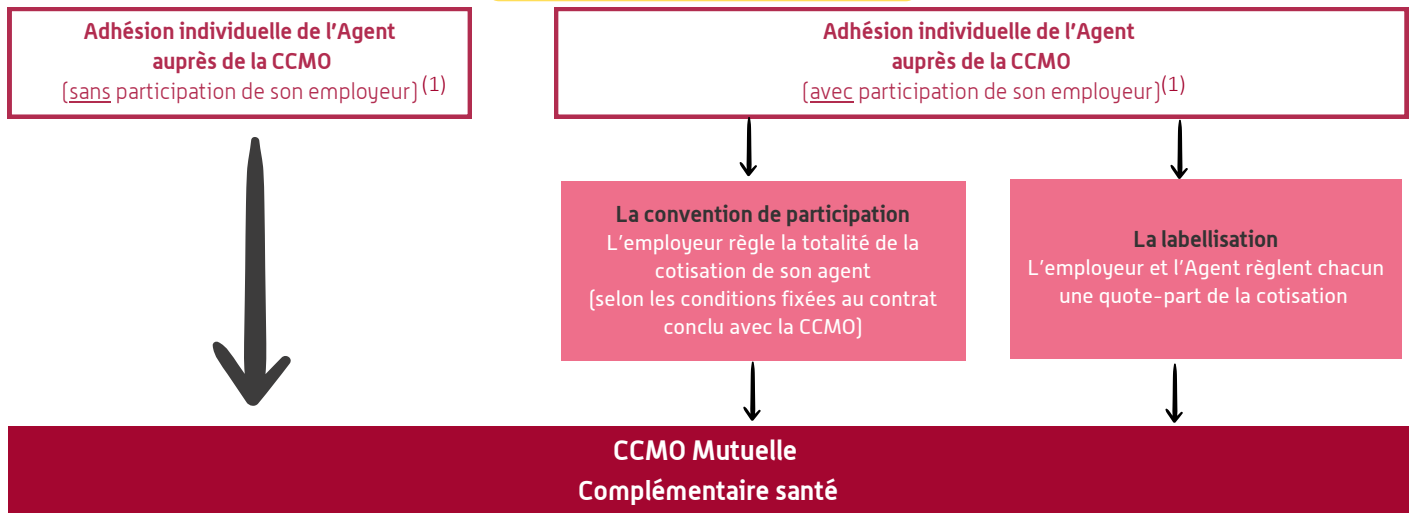 Adhésion individuelle de l'Agent
auprès de la CCMO
(sans participation de son employeur) (1)
Adhésion individuelle de l'Agent
auprès de la CCMO
(avec participation de son employeur)(1)
La convention de participation
L'employeur règle la totalité de la
cotisation de son agent
(selon les conditions fixées au contrat
conclu avec la CCMO)
La labellisation
L'employeur et l'Agent règlent chacun
une quote-part de la cotisation
CCMO Mutuelle
Complémentaire santé